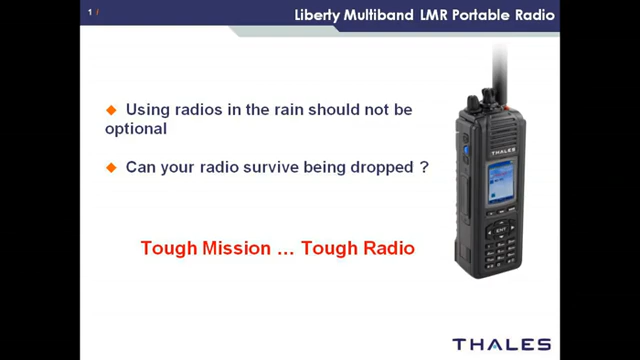 1 /
Liberty Multiband LMR Portable Radio
◆ Using radios in the rain should not be
optional
◆ Can your radio survive being dropped ?
Tough Mission … Tough Radio
THALES
ENT
THALES